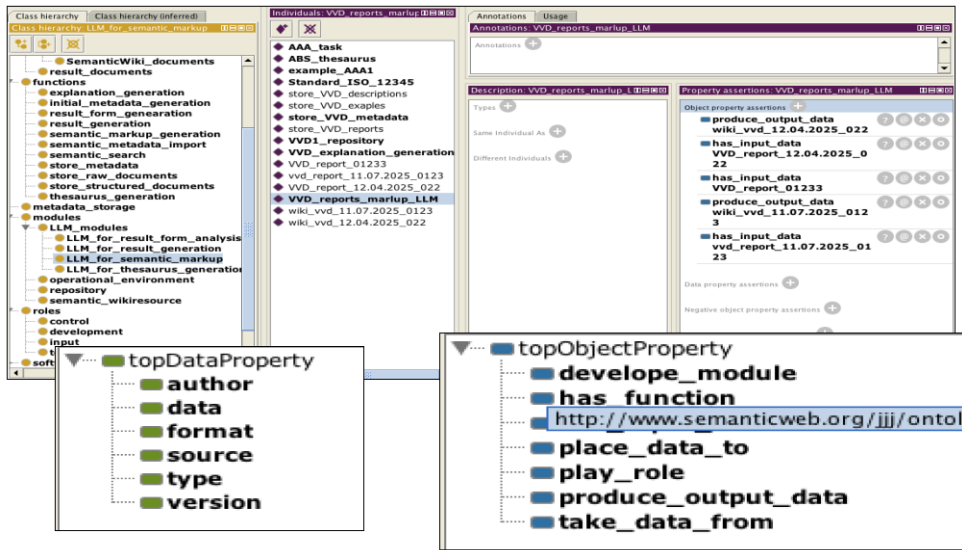 Class hierarchy
Class hierarchy (inferred)
Class hierarchy: LLM_for_semantic_markup
SemanticWiki_documents
result_documents
functions
explanation_generation
initial_metadata_generation
result_form_genearation
result_generation
semantic_markup_generation
semantic_metadata_import
semantic_search
store_metadata
store_raw_documents
store_structured_documents
thesaurus_generation
metadata_storage
modules
LLM_modules
LLM_for_result_form_analysis
LLM_for_result_generation
LLM_for_semantic_markup
LLM_for_thesaurus_generation
operational_environment
repository
semantic_wikiresource
roles
control
development
input
Individuals: VVD_reports_marlup
AAA_task
ABS_thesaurus
example_AAA1
Standard_ISO_12345
store_VVD_descriptions
store_VVD_exaples
store_VVD_metadata
store_VVD_reports
VVD1_repository
VVD_explanation_generation
VVD_report_01233
vvd_report_11.07.2025_0123
VVD_report_12.04.2025_022
VVD_reports_marlup_LLM
wiki_vvd_11.07.2025_0123
wiki_vvd_12.04.2025_022
Annotations
Usage
Annotations: VVD_reports_marlup_LLM
Annotations
Description: VVD_reports_marlup_L
Types
Same Individual As
Different Individuals
Property assertions: VVD_reports_marlup_LLM
Object property assertions
produce_output_data
wiki_vvd_12.04.2025_022
has_input_data
VVD_report_12.04.2025_0
22
has_input_data
VVD_report_01233
produce_output_data
wiki_vvd_11.07.2025_012
3
has_input_data
vvd_report_11.07.2025_01
23
Data property assertions
Negative object property assertions
topDataProperty
author
data
format
source
type
version
topObjectProperty
develope_module
has_function
http://www.semanticweb.org/jjj/ontol
place_data_to
play_role
produce_output_data
take_data_from